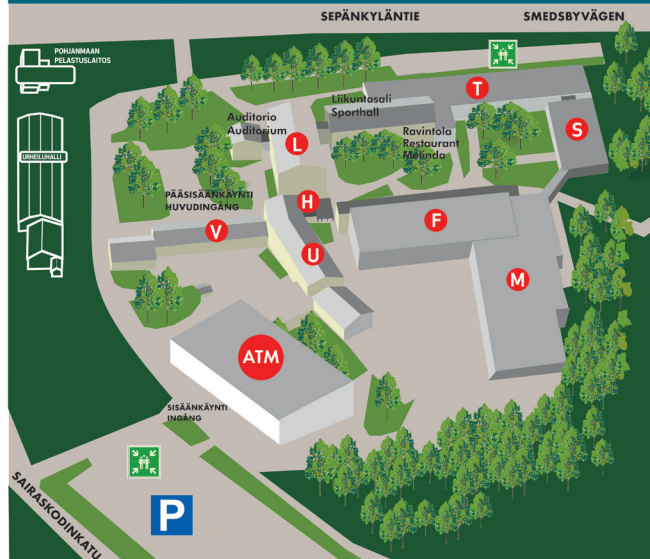 SEPÄNKYLÄNTIE
SMEDSBYVÄGEN
POHJANMAAN
PELASTUSLAITOS
T
Auditorio
Auditorium
Liikuntasali
Sporthall
L
Ravintola
Restaurant
Melinda
S
URHEILUHALLI
PÄÄSISÄÄNKÄYNTI
HUVUDINGÅNG
H
F
V
U
M
ATM
SISÄÄNKÄYNTI
INGÅNG
P
SAIRASKODINKATU